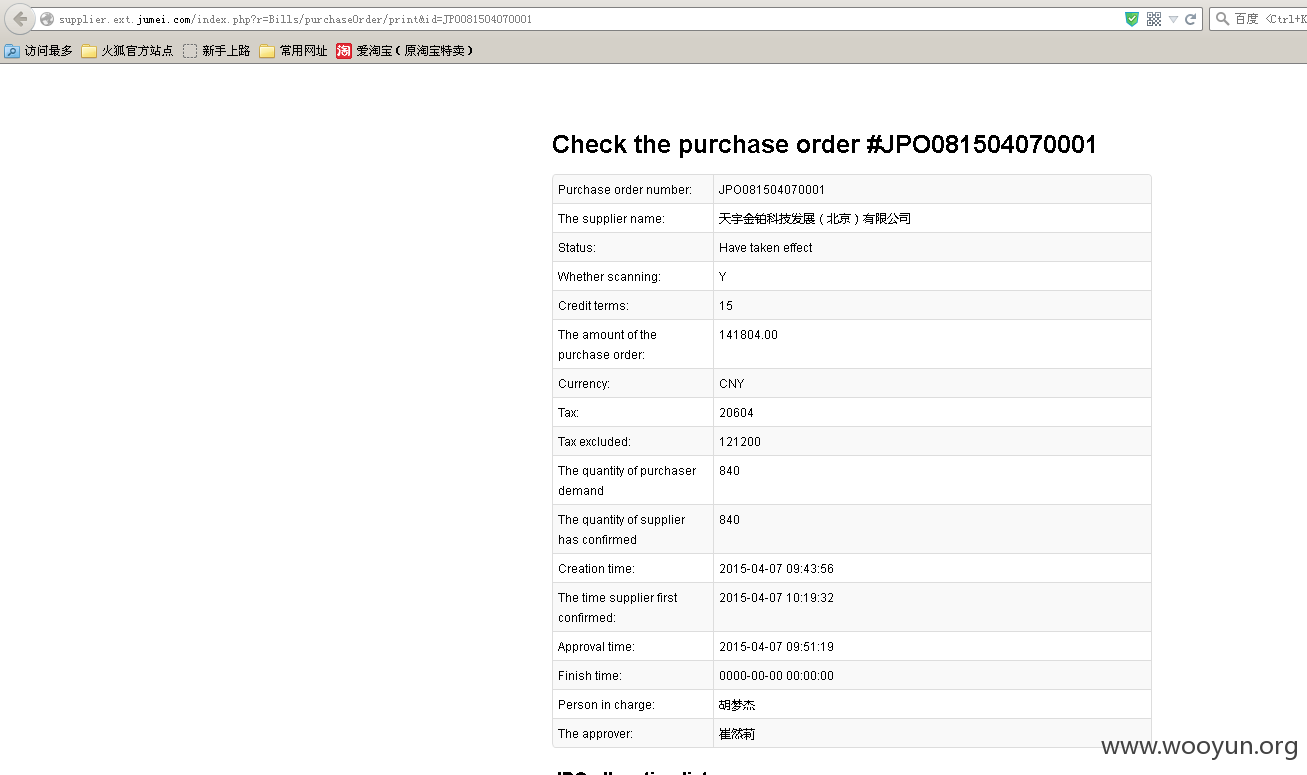 supplier.ext.jumei.com/index.php?r=Bills/purchaseOrder/print&id=JPO081504070001
百度 <Ctrl+K
访问最多 火狐官方站点 新手上路 常用网址 淘 爱淘宝（原淘宝特卖）
Check the purchase order #JPO081504070001
Purchase order number: JPO081504070001
The supplier name: 天宇金铂科技发展（北京）有限公司
Status: Have taken effect
Whether scanning: Y
Credit terms: 15
The amount of the purchase order: 141804.00
Currency: CNY
Tax: 20604
Tax excluded: 121200
The quantity of purchaser demand 840
The quantity of supplier has confirmed 840
Creation time: 2015-04-07 09:43:56
The time supplier first confirmed: 2015-04-07 10:19:32
Approval time: 2015-04-07 09:51:19
Finish time: 0000-00-00 00:00:00
Person in charge: 胡梦杰
The approver: 崔然莉
www.wooyun.org